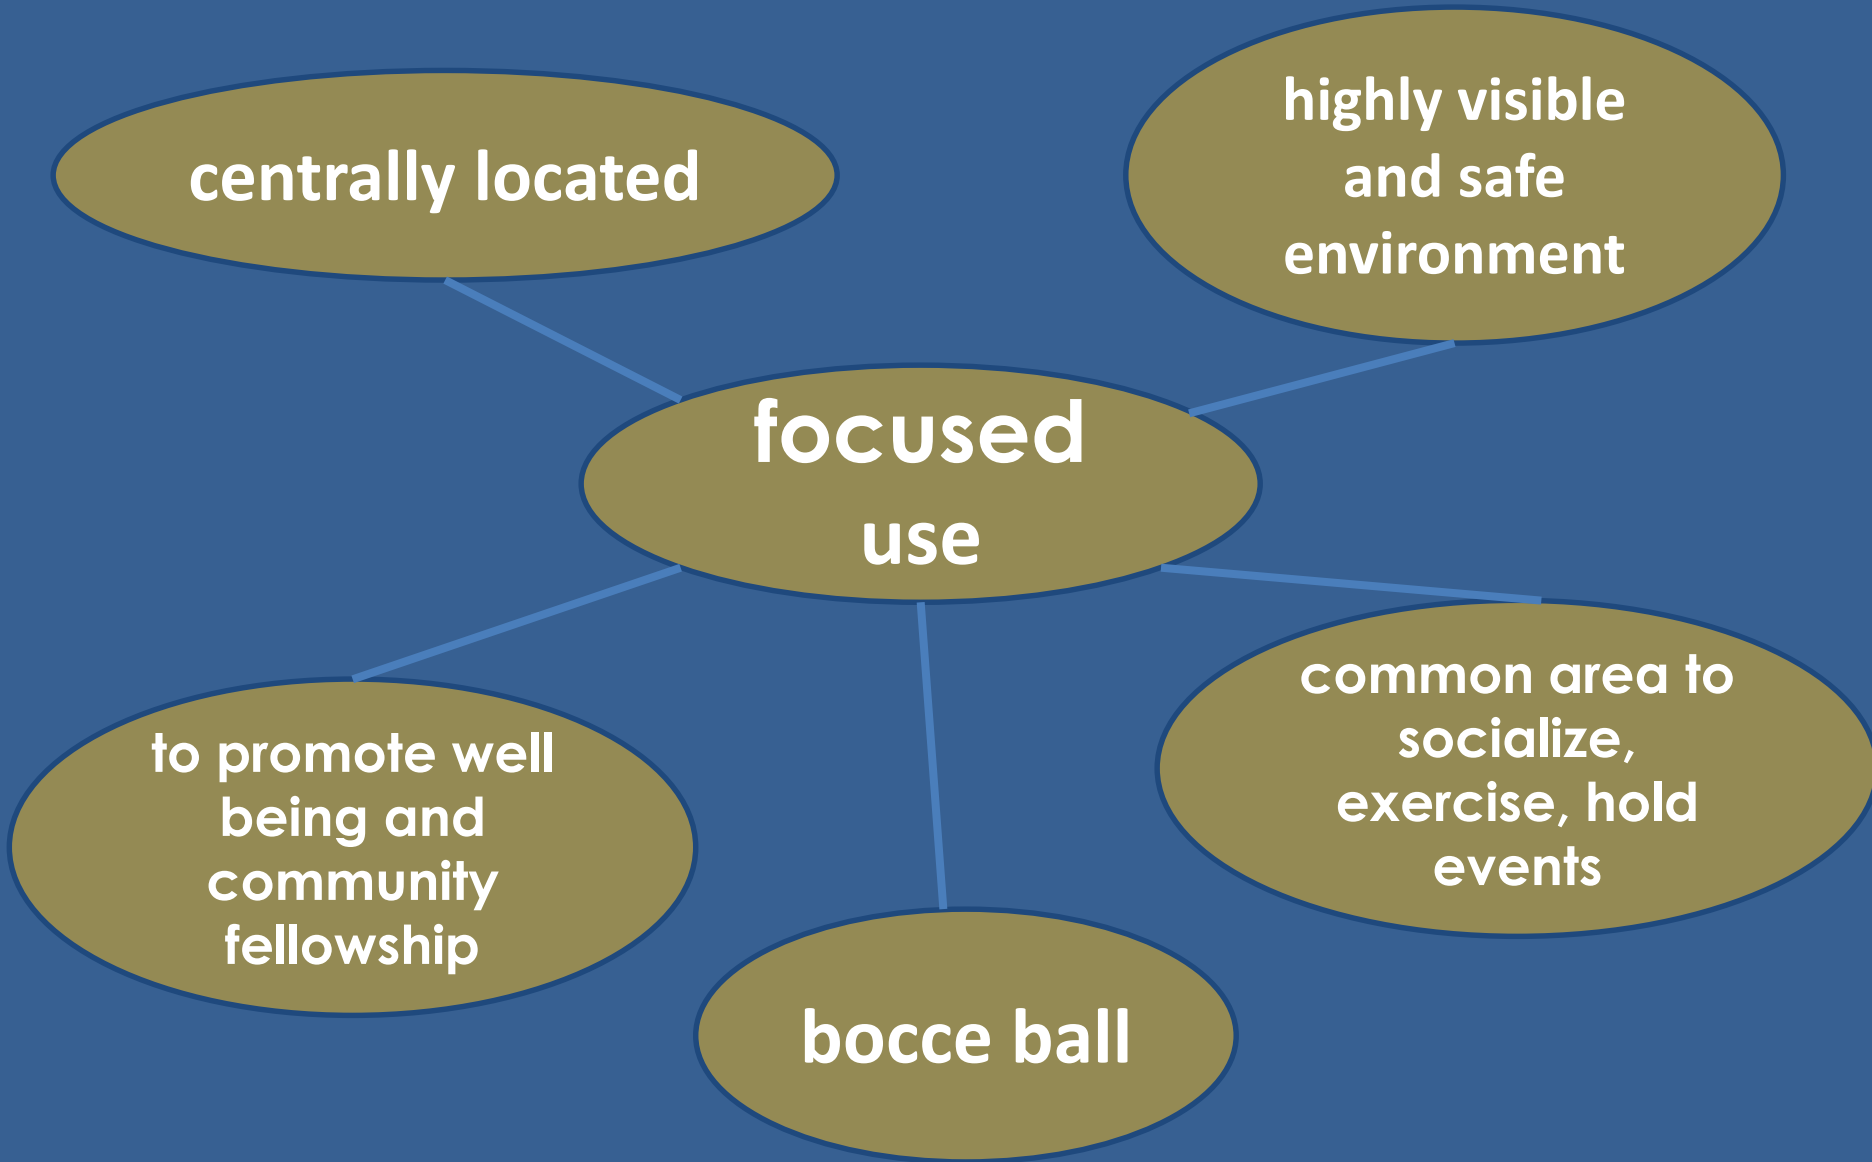 centrally located
highly visible
and safe
environment
focused
use
to promote well
being and
community
fellowship
common area to
socialize,
exercise, hold
events
bocce ball